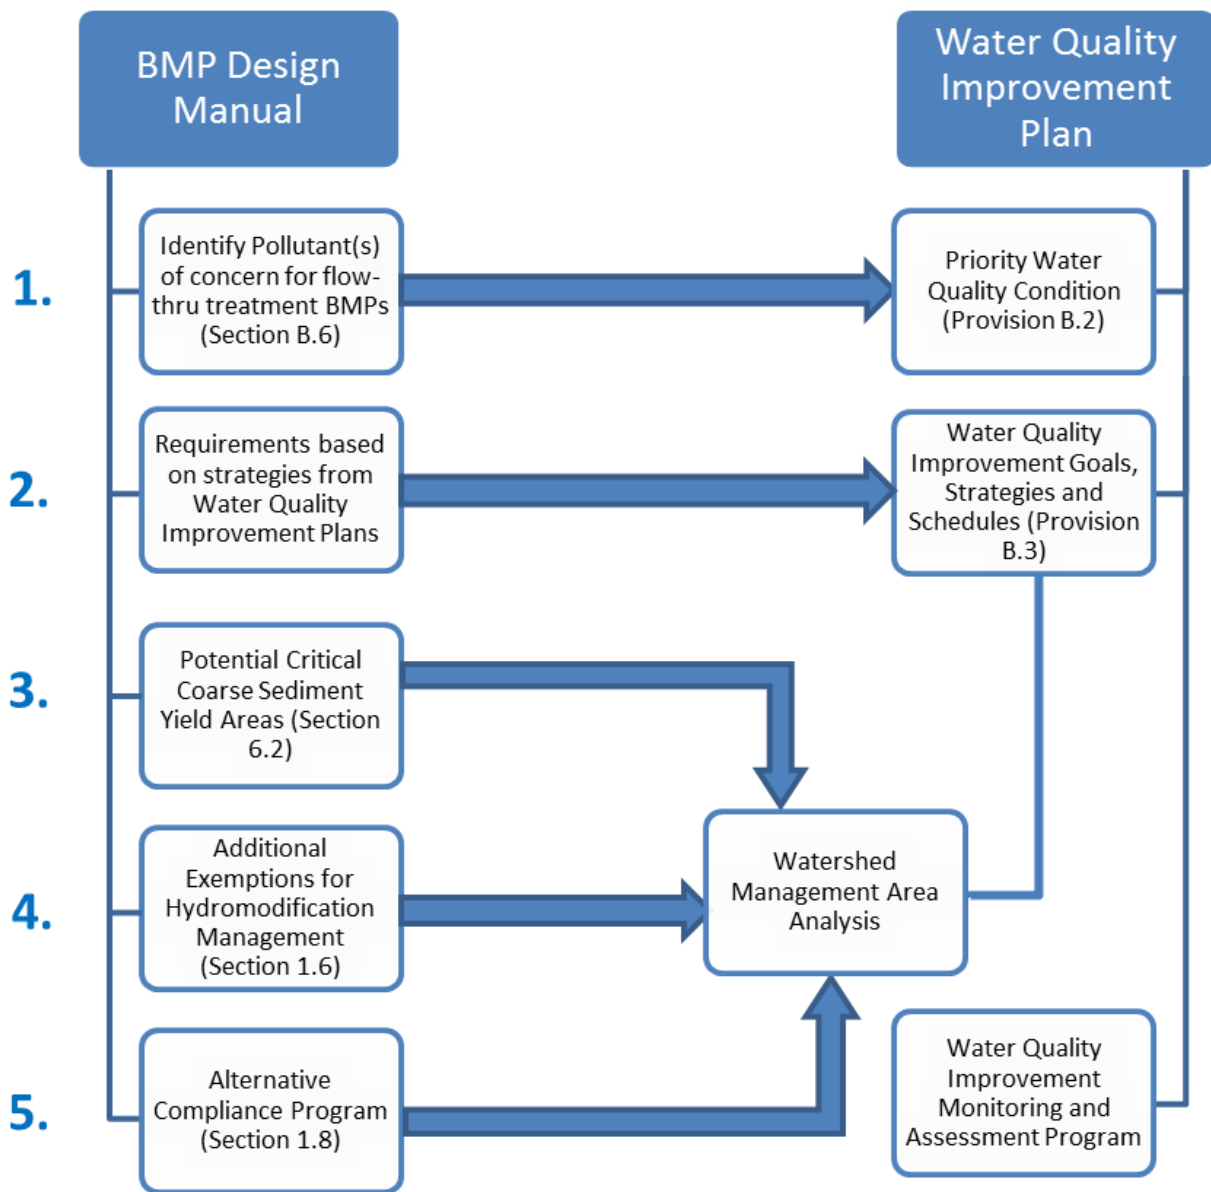 BMP Design
Manual
Water Quality
Improvement
Plan
1.
Identify Pollutant(s)
of concern for flow-
thru treatment BMPs
(Section B.6)
Priority Water
Quality Condition
(Provision B.2)
2.
Requirements based
on strategies from
Water Quality
Improvement Plans
Water Quality
Improvement Goals,
Strategies and
Schedules (Provision
B.3)
3.
Potential Critical
Coarse Sediment
Yield Areas (Section
6.2)
4.
Additional
Exemptions for
Hydromodification
Management
(Section 1.6)
Watershed
Management Area
Analysis
5.
Alternative
Compliance Program
(Section 1.8)
Water Quality
Improvement
Monitoring and
Assessment Program